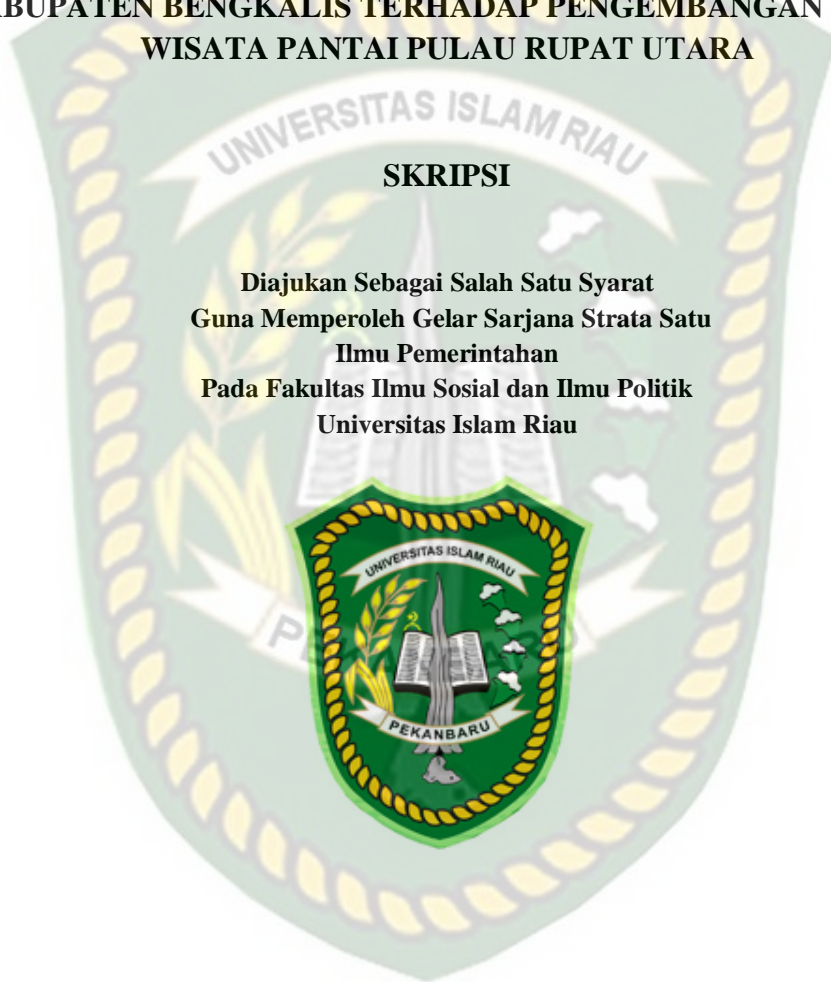 ABUPATEN BENGKALIS TERHADAP PENGEMBANGAN
WISATA PANTAI PULAU RUPAT UTARA
UNIVERSITAS ISLAM RIAU
SKRIPSI
Diajukan Sebagai Salah Satu Syarat
Guna Memperoleh Gelar Sarjana Strata Satu
Ilmu Pemerintahan
Pada Fakultas Ilmu Sosial dan Ilmu Politik
Universitas Islam Riau
UNIVERSITAS ISLAM RIAU
PEKANBARU
PEKANBARU